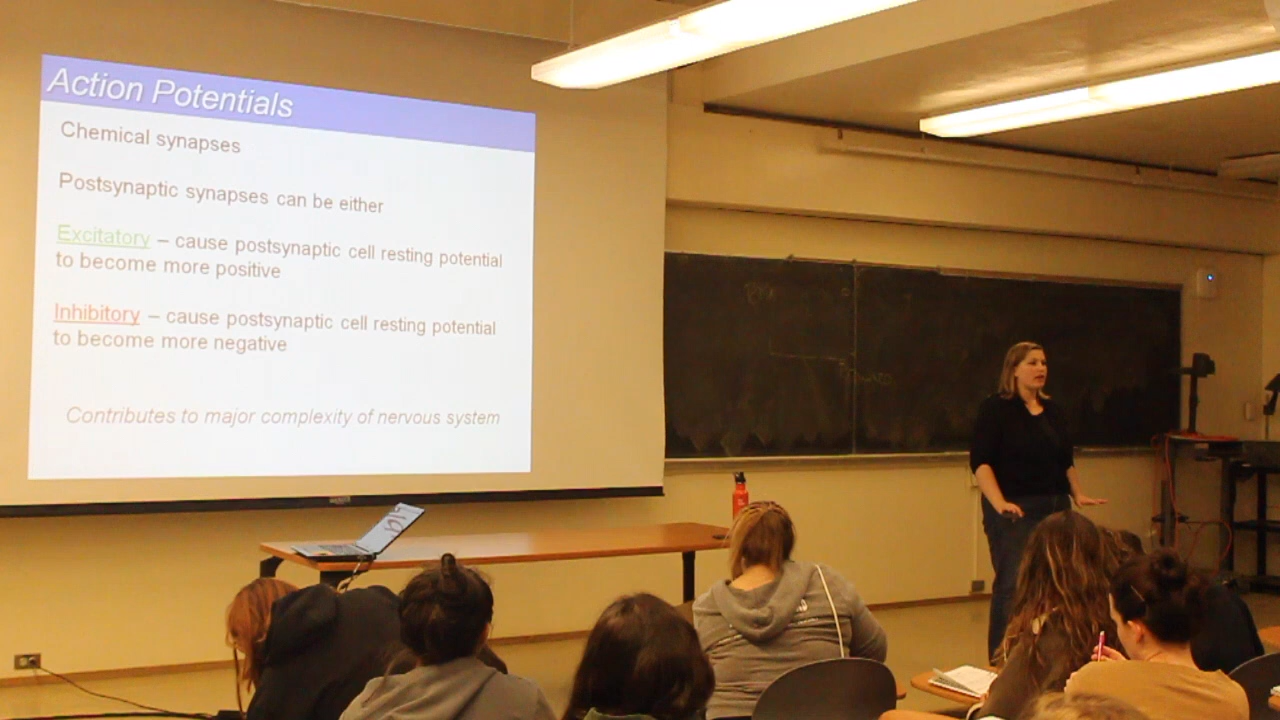 Action Potentials
Chemical synapses
Postsynaptic synapses can be either
Excitatory – cause postsynaptic cell resting potential
to become more positive
Inhibitory – cause postsynaptic cell resting potential
to become more negative
Contributes to major complexity of nervous system